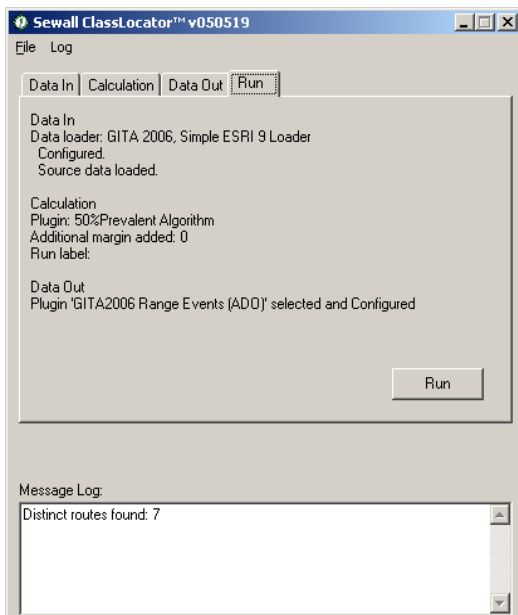 Sewall ClassLocator™ v050519
File Log
Data In Calculation Data Out Run
Data In
Data loader: GITA 2006, Simple ESRI 9 Loader
Configured.
Source data loaded.
Calculation
Plugin: 50%Prevalent Algorithm
Additional margin added: 0
Run label:
Data Out
Plugin 'GITA2006 Range Events (ADO)' selected and Configured
Run
Message Log:
Distinct routes found: 7